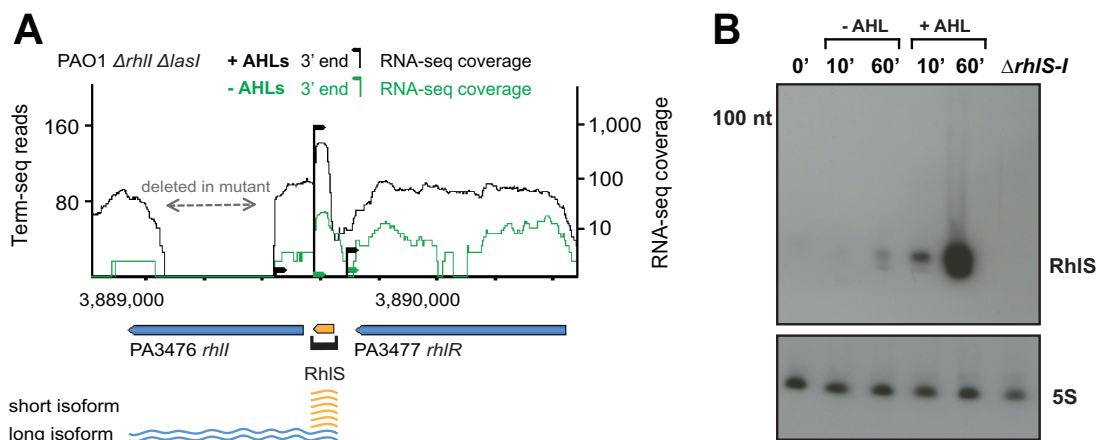 A
PAO1 ΔrhlI ΔlasI
+ AHLs 3' end RNA-seq coverage
- AHLs 3' end RNA-seq coverage
Term-seq reads
160
80
deleted in mutant
1,000
100
10
RNA-seq coverage
3,889,000
3,890,000
PA3476 rhlI
PA3477 rhlR
RhlS
short isoform
long isoform
B
- AHL
+ AHL
0' 10' 60' 10' 60' ΔrhlS-I
100 nt
RhlS
5S